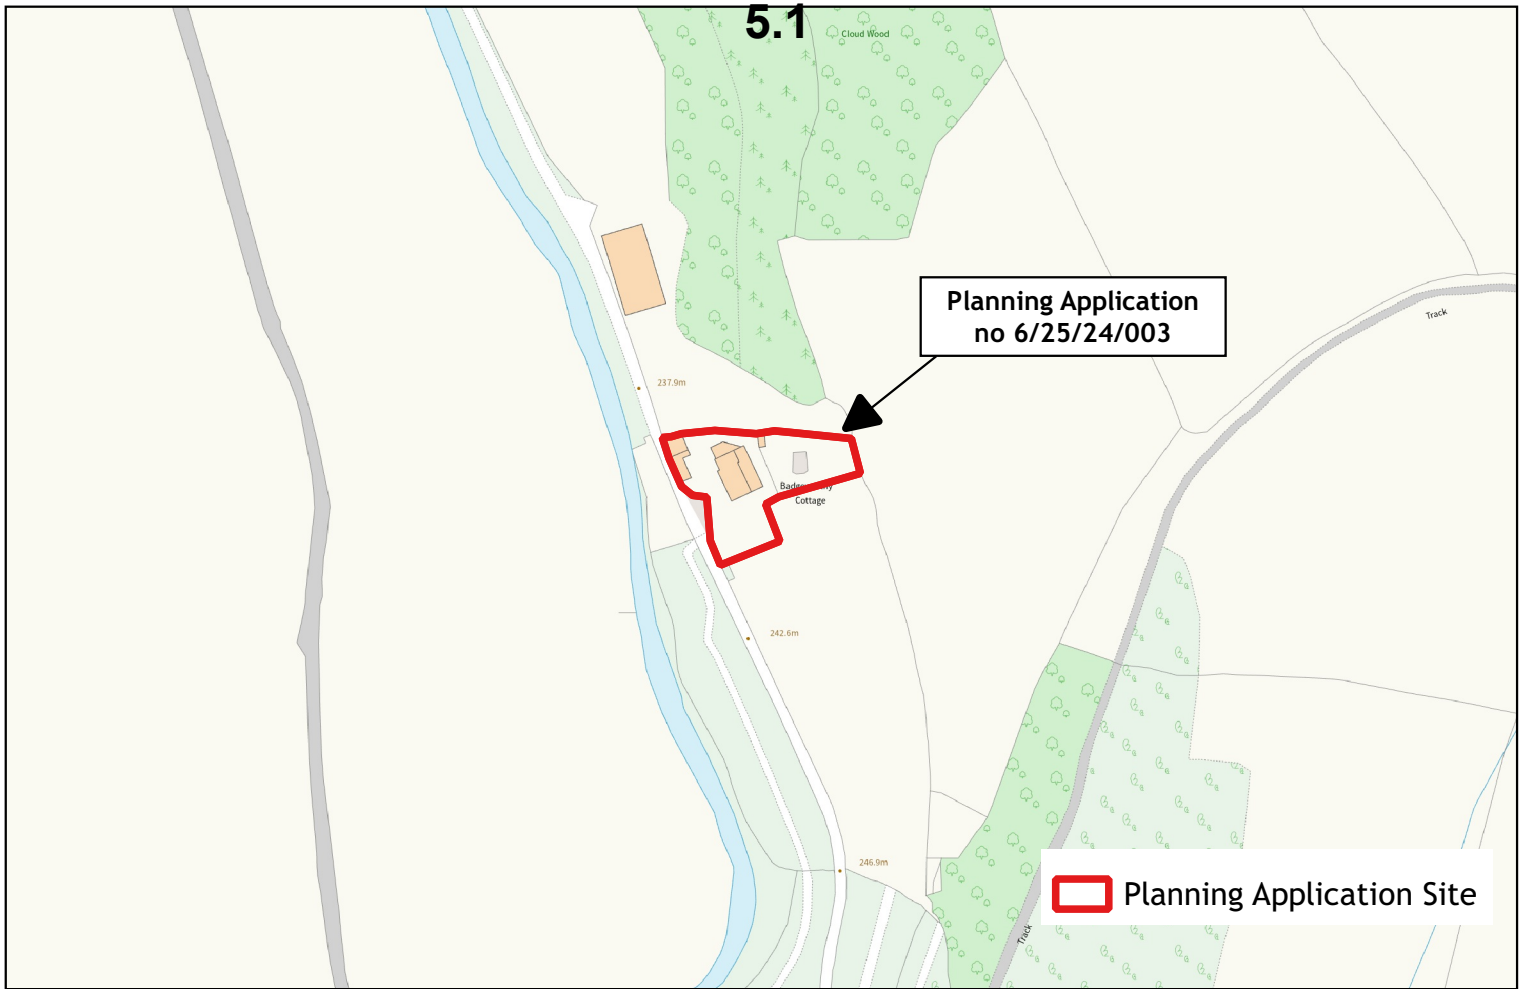 5.1
Cloud Wood
Planning Application
no 6/25/24/003
Track
237.9m
Cottage
242.6m
246.9m
Planning Application Site
Track